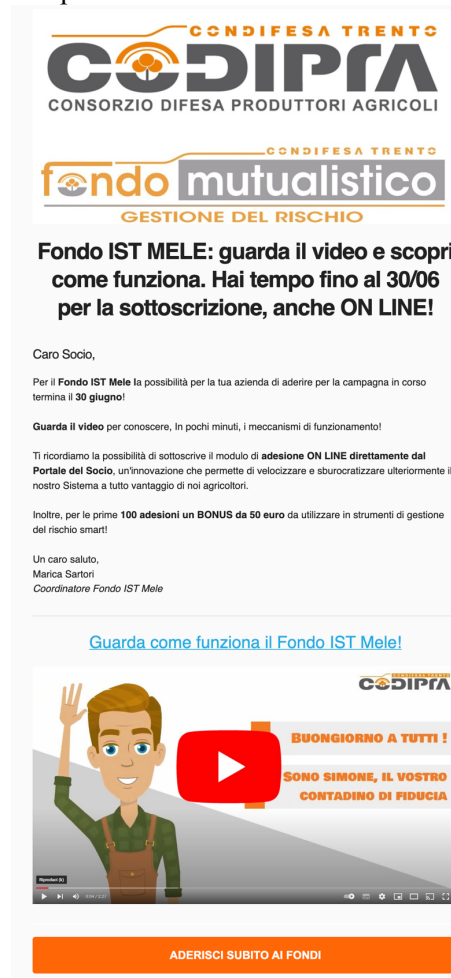 CONDIFESA TRENTO
CODIPRA
CONSORZIO DIFESA PRODUTTORI AGRICOLI
CONDIFESA TRENTO
fondo mutualistico
GESTIONE DEL RISCHIO
Fondo IST MELE: guarda il video e scopri
come funziona. Hai tempo fino al 30/06
per la sottoscrizione, anche ON LINE!
Caro Socio,
Per il Fondo IST Mele la possibilità per la tua azienda di aderire per la campagna in corso
termina il 30 giugno!
Guarda il video per conoscere, In pochi minuti, i meccanismi di funzionamento!
Ti ricordiamo la possibilità di sottoscrive il modulo di adesione ON LINE direttamente dal
Portale del Socio, un'innovazione che permette di velocizzare e sburocratizzare ulteriormente il
nostro Sistema a tutto vantaggio di noi agricoltori.
Inoltre, per le prime 100 adesioni un BONUS da 50 euro da utilizzare in strumenti di gestione
del rischio smart!
Un caro saluto,
Marica Sartori
Coordinatore Fondo IST Mele
Guarda come funziona il Fondo IST Mele!
CONDIFESA TRENTO
CODIPRA
BUONGIORNO A TUTTI !
SONO SIMONE, IL VOSTRO
CONTADINO DI FIDUCIA
Riproduci (k)
ADERISCI SUBITO AI FONDI